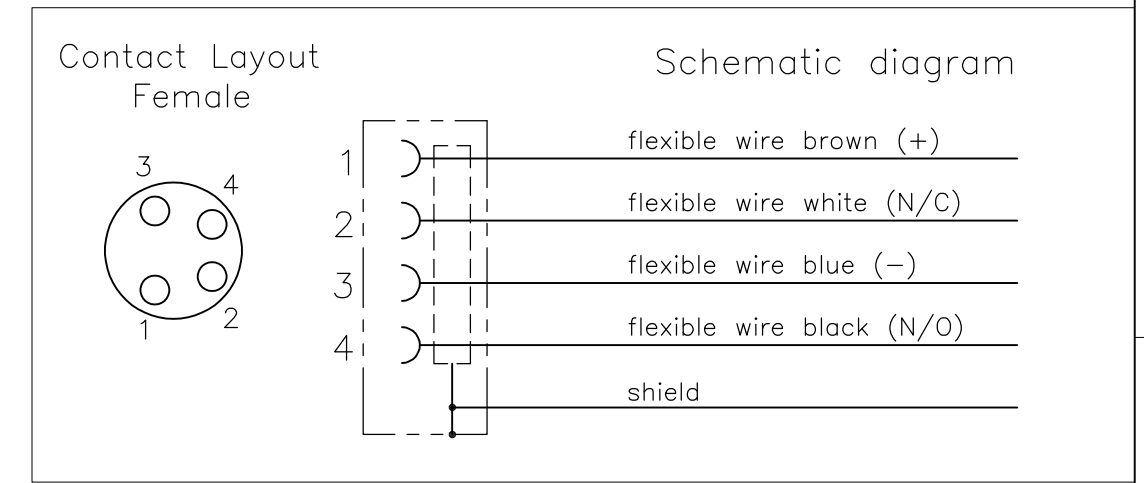 Contact Layout
Female
3
4
1
2
Schematic diagram
1 flexible wire brown (+)
2 flexible wire white (N/C)
3 flexible wire blue (−)
4 flexible wire black (N/O)
shield